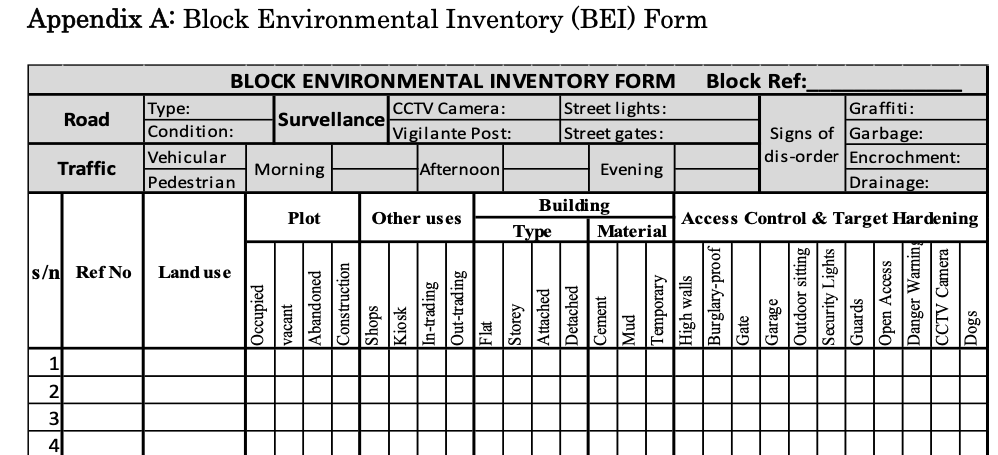 Appendix A: Block Environmental Inventory (BEI) Form
BLOCK ENVIRONMENTAL INVENTORY FORM Block Ref:_______________
Road Type: Survellance CCTV Camera: Street lights: Signs of dis-order Graffiti:
Condition: Vigilante Post: Street gates: Garbage:
Traffic Vehicular Morning Afternoon Evening Encrochment:
Pedestrian Drainage:
s/n Ref No Land use Plot Other uses Building Access Control & Target Hardening
Type Material
Occupied vacant Abandoned Construction Shops Kiosk In-trading Out-trading Flat Storey Attached Detached Cement Mud Temporary High walls Burglary-proof Gate Garage Outdoor sitting Security Lights Guards Open Access Danger Warning CCTV Camera Dogs
1
2
3
4